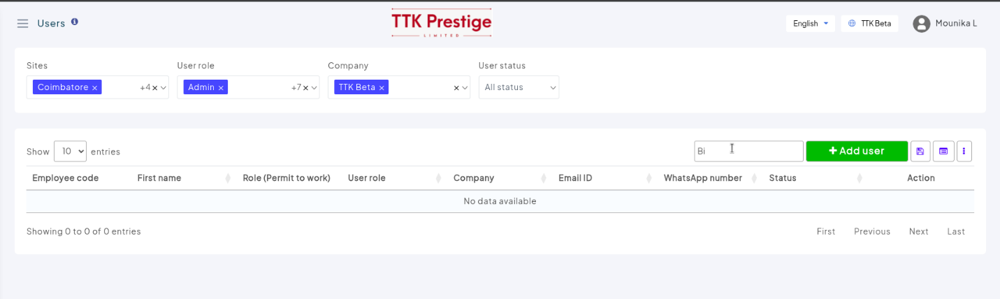 Users
TTK Prestige
LIMITED
English
TTK Beta
Mounika L
Sites
User role
Company
User status
Coimbatore × +4 ×
Admin × +7 ×
TTK Beta × ×
All status
Show 10 entries
Bi
+ Add user
Employee code First name Role (Permit to work) User role Company Email ID WhatsApp number Status Action
No data available
Showing 0 to 0 of 0 entries
First Previous Next Last